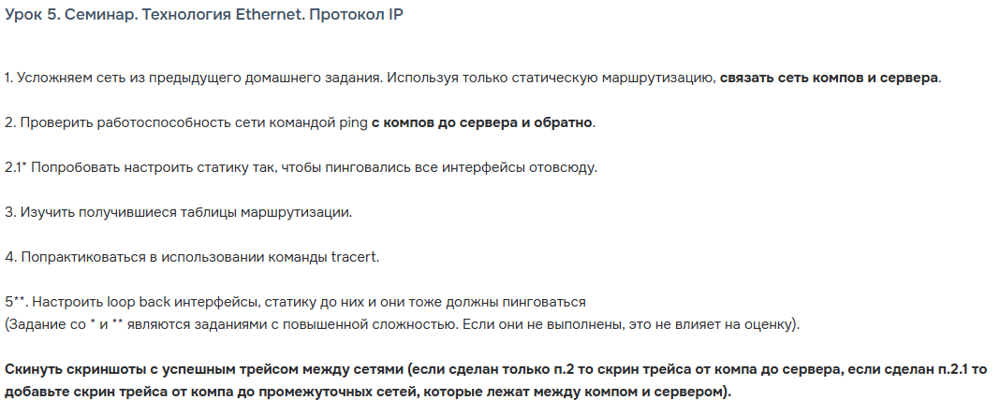 Урок 5. Семинар. Технология Ethernet. Протокол IP
1. Усложняем сеть из предыдущего домашнего задания. Используя только статическую маршрутизацию, связать сеть компов и сервера.
2. Проверить работоспособность сети командой ping с компов до сервера и обратно.
2.1* Попробовать настроить статику так, чтобы пинговались все интерфейсы отовсюду.
3. Изучить получившиеся таблицы маршрутизации.
4. Попрактиковаться в использовании команды tracert.
5**. Настроить loop back интерфейсы, статику до них и они тоже должны пинговаться
(Задание со * и ** являются заданиями с повышенной сложностью. Если они не выполнены, это не влияет на оценку).
Скинуть скриншоты с успешным трейсом между сетями (если сделан только п.2 то скрин трейса от компа до сервера, если сделан п.2.1 то
добавьте скрин трейса от компа до промежуточных сетей, которые лежат между компом и сервером).